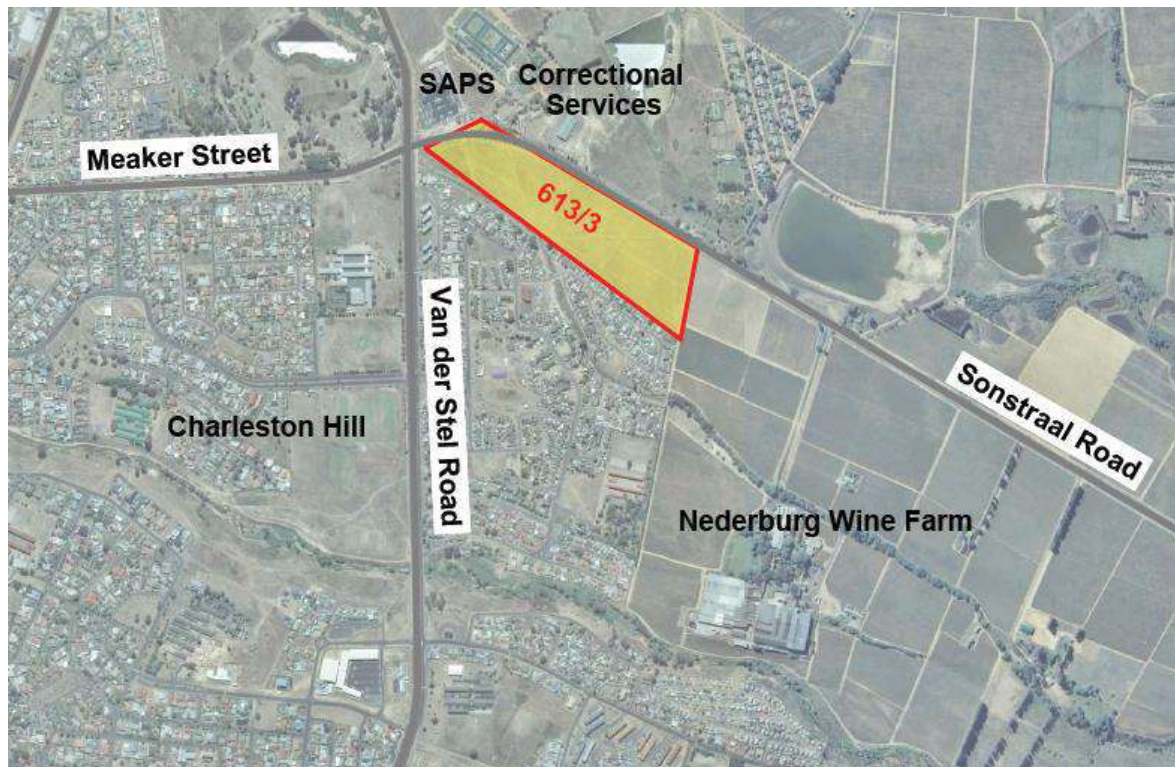 SAPS
Correctional
Services
Meaker Street
613/3
Van der Stel Road
Sonstraal Road
Charleston Hill
Nederburg Wine Farm